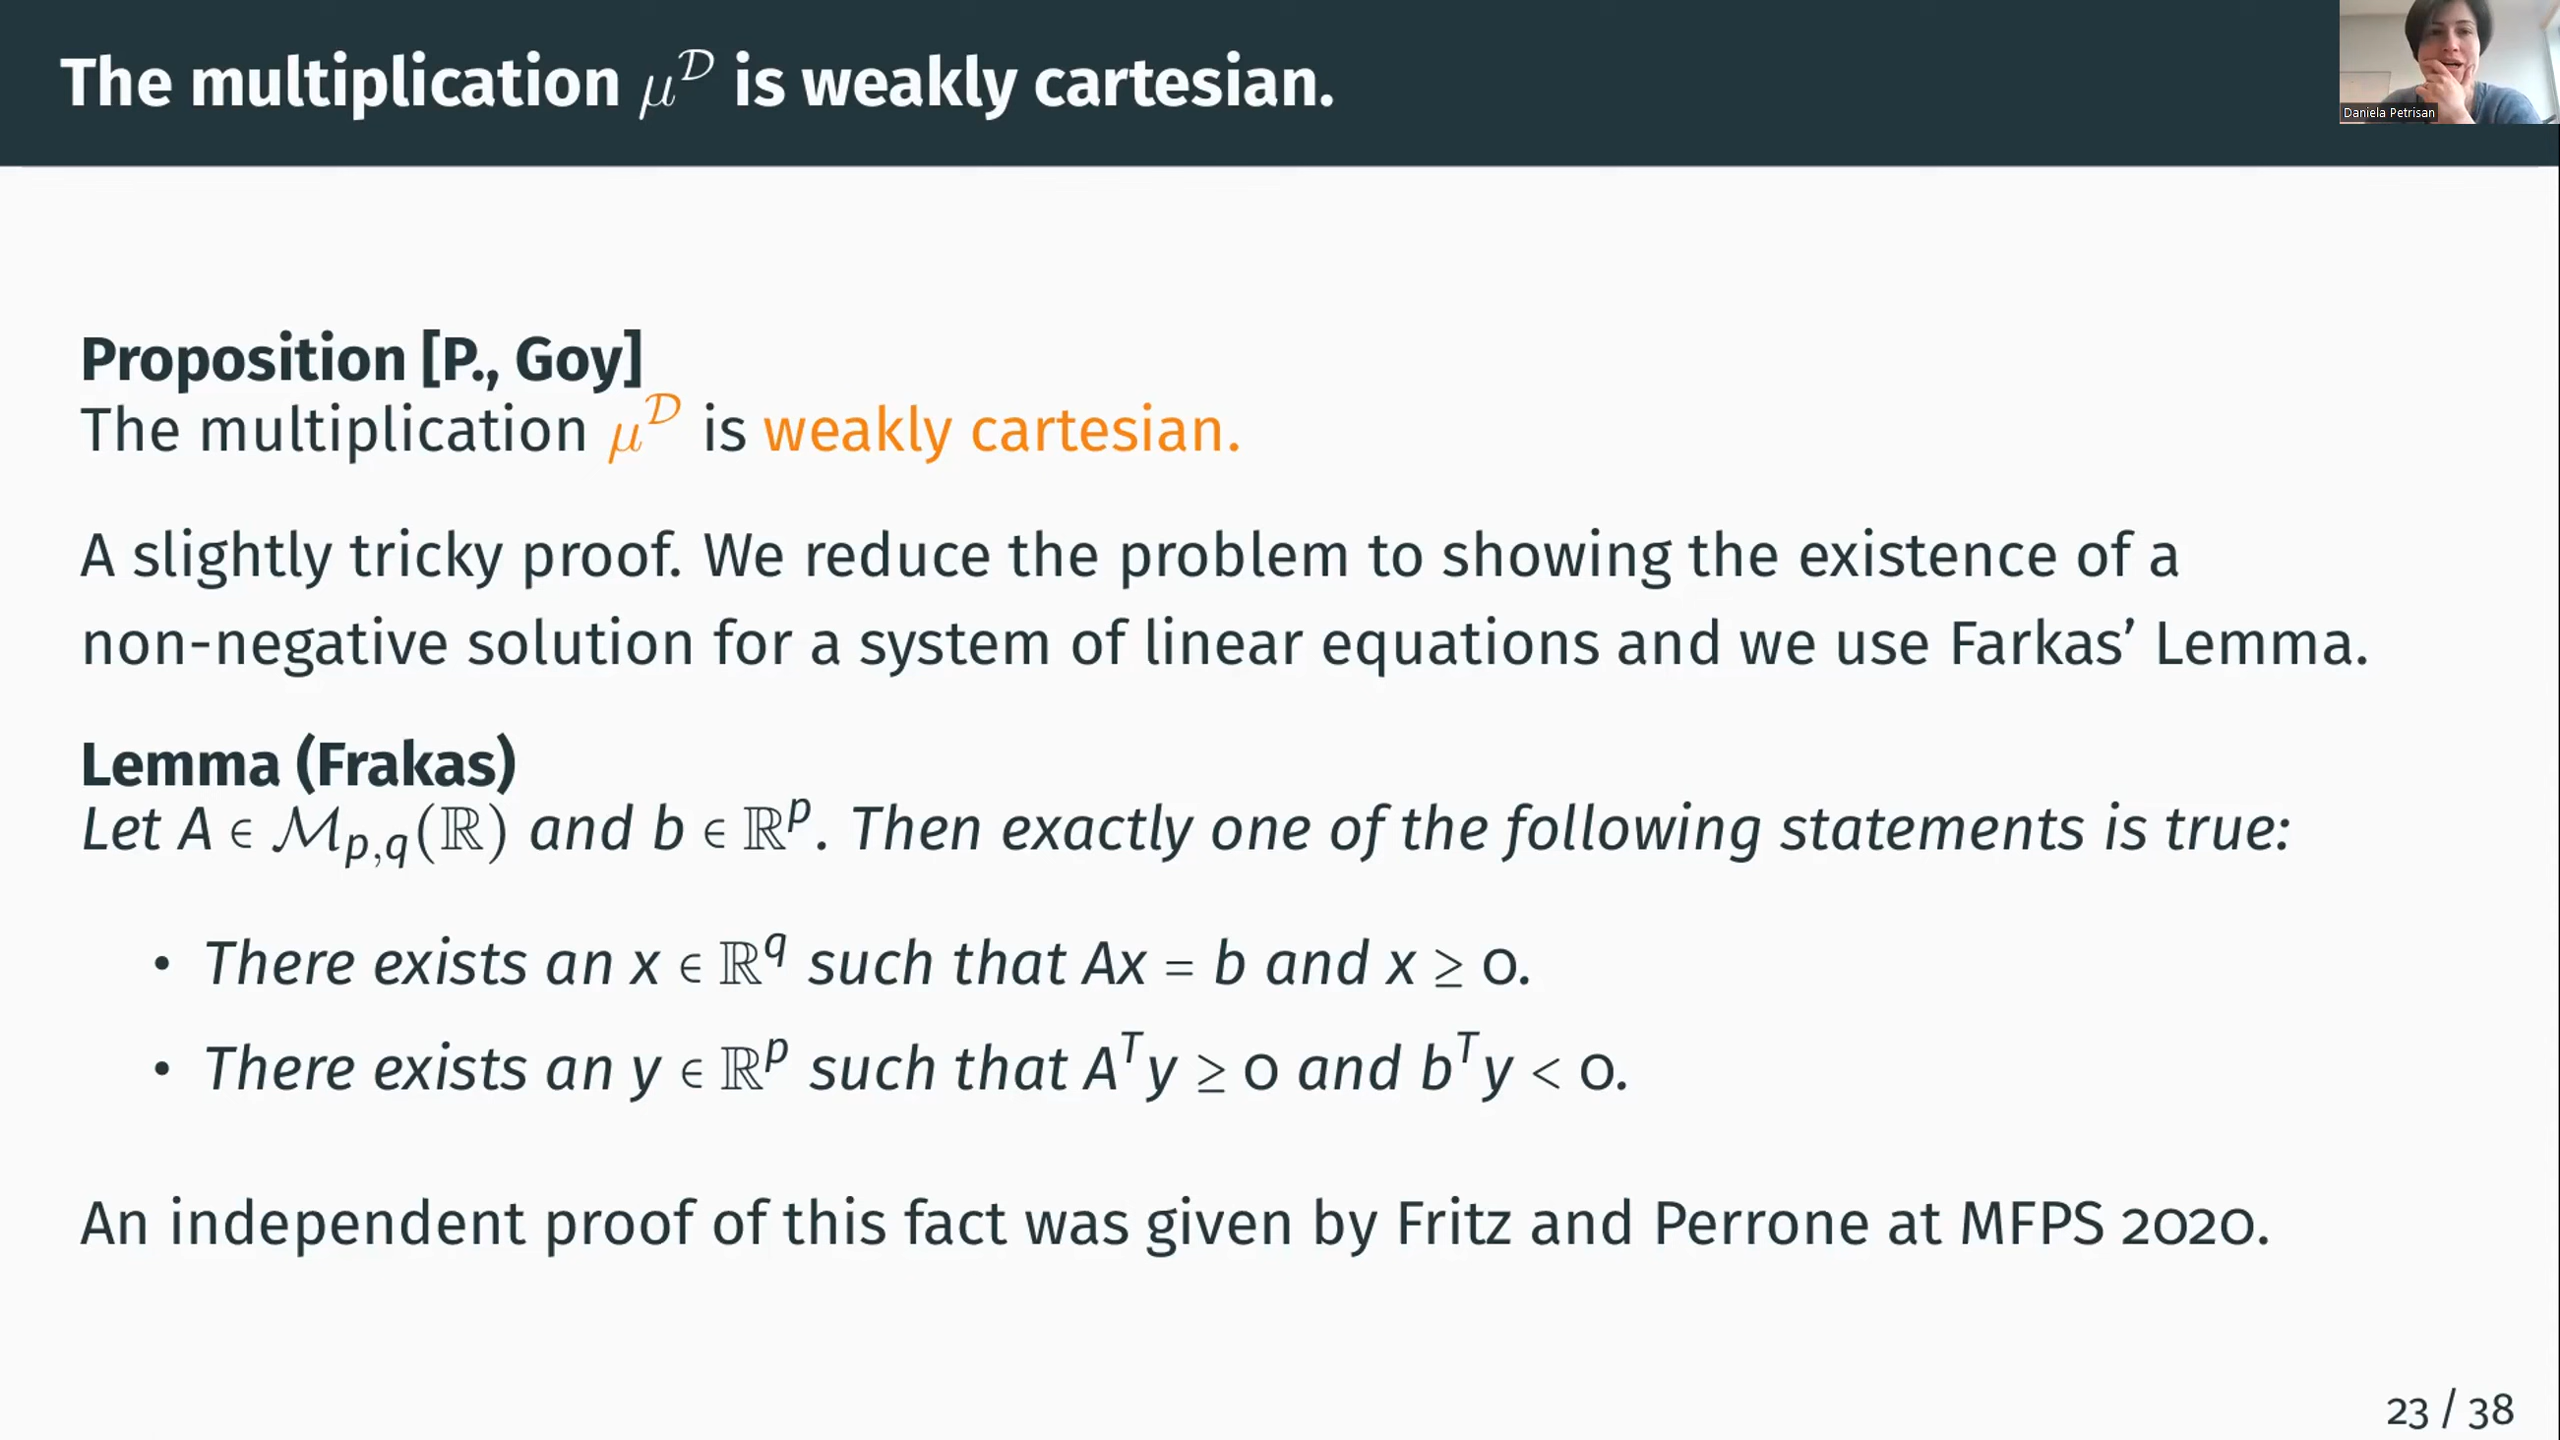 The multiplication μ^𝒟 is weakly cartesian.
Daniela Petrisan
Proposition [P., Goy]
The multiplication μ^𝒟 is weakly cartesian.
A slightly tricky proof. We reduce the problem to showing the existence of a
non-negative solution for a system of linear equations and we use Farkas’ Lemma.
Lemma (Frakas)
Let A ∈ ℳ_{p,q}(ℝ) and b ∈ ℝ^p. Then exactly one of the following statements is true:
• There exists an x ∈ ℝ^q such that Ax = b and x ≥ 0.
• There exists an y ∈ ℝ^p such that A^T y ≥ 0 and b^T y < 0.
An independent proof of this fact was given by Fritz and Perrone at MFPS 2020.
23 / 38